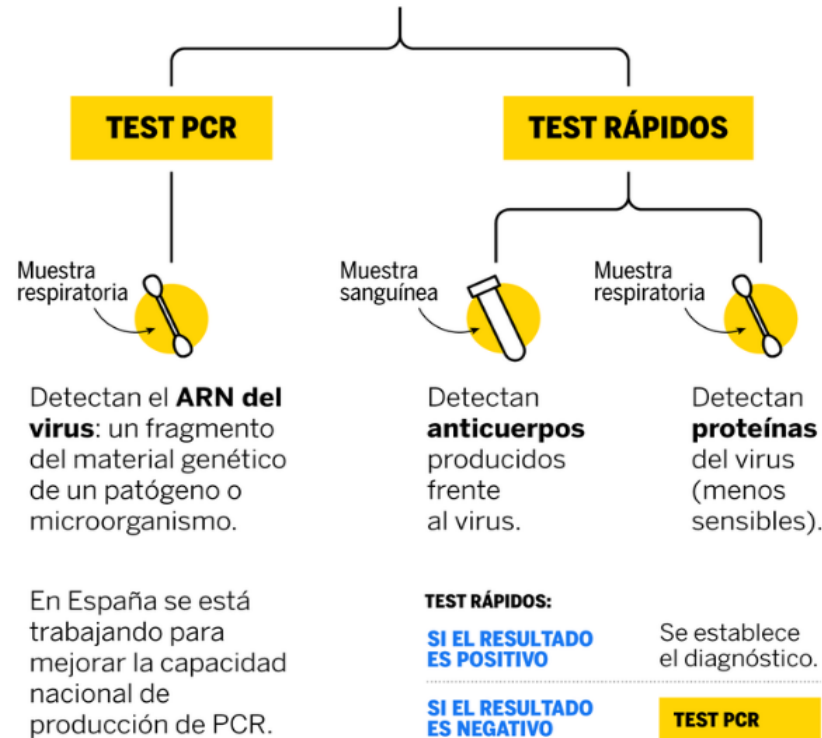 TEST PCR
TEST RÁPIDOS
Muestra
respiratoria
Muestra
sanguínea
Muestra
respiratoria
Detectan el ARN del
virus: un fragmento
del material genético
de un patógeno o
microorganismo.
Detectan
anticuerpos
producidos
frente
al virus.
Detectan
proteínas
del virus
(menos
sensibles).
En España se está
trabajando para
mejorar la capacidad
nacional de
producción de PCR.
TEST RÁPIDOS:
SI EL RESULTADO
ES POSITIVO
Se establece
el diagnóstico.
SI EL RESULTADO
ES NEGATIVO
TEST PCR